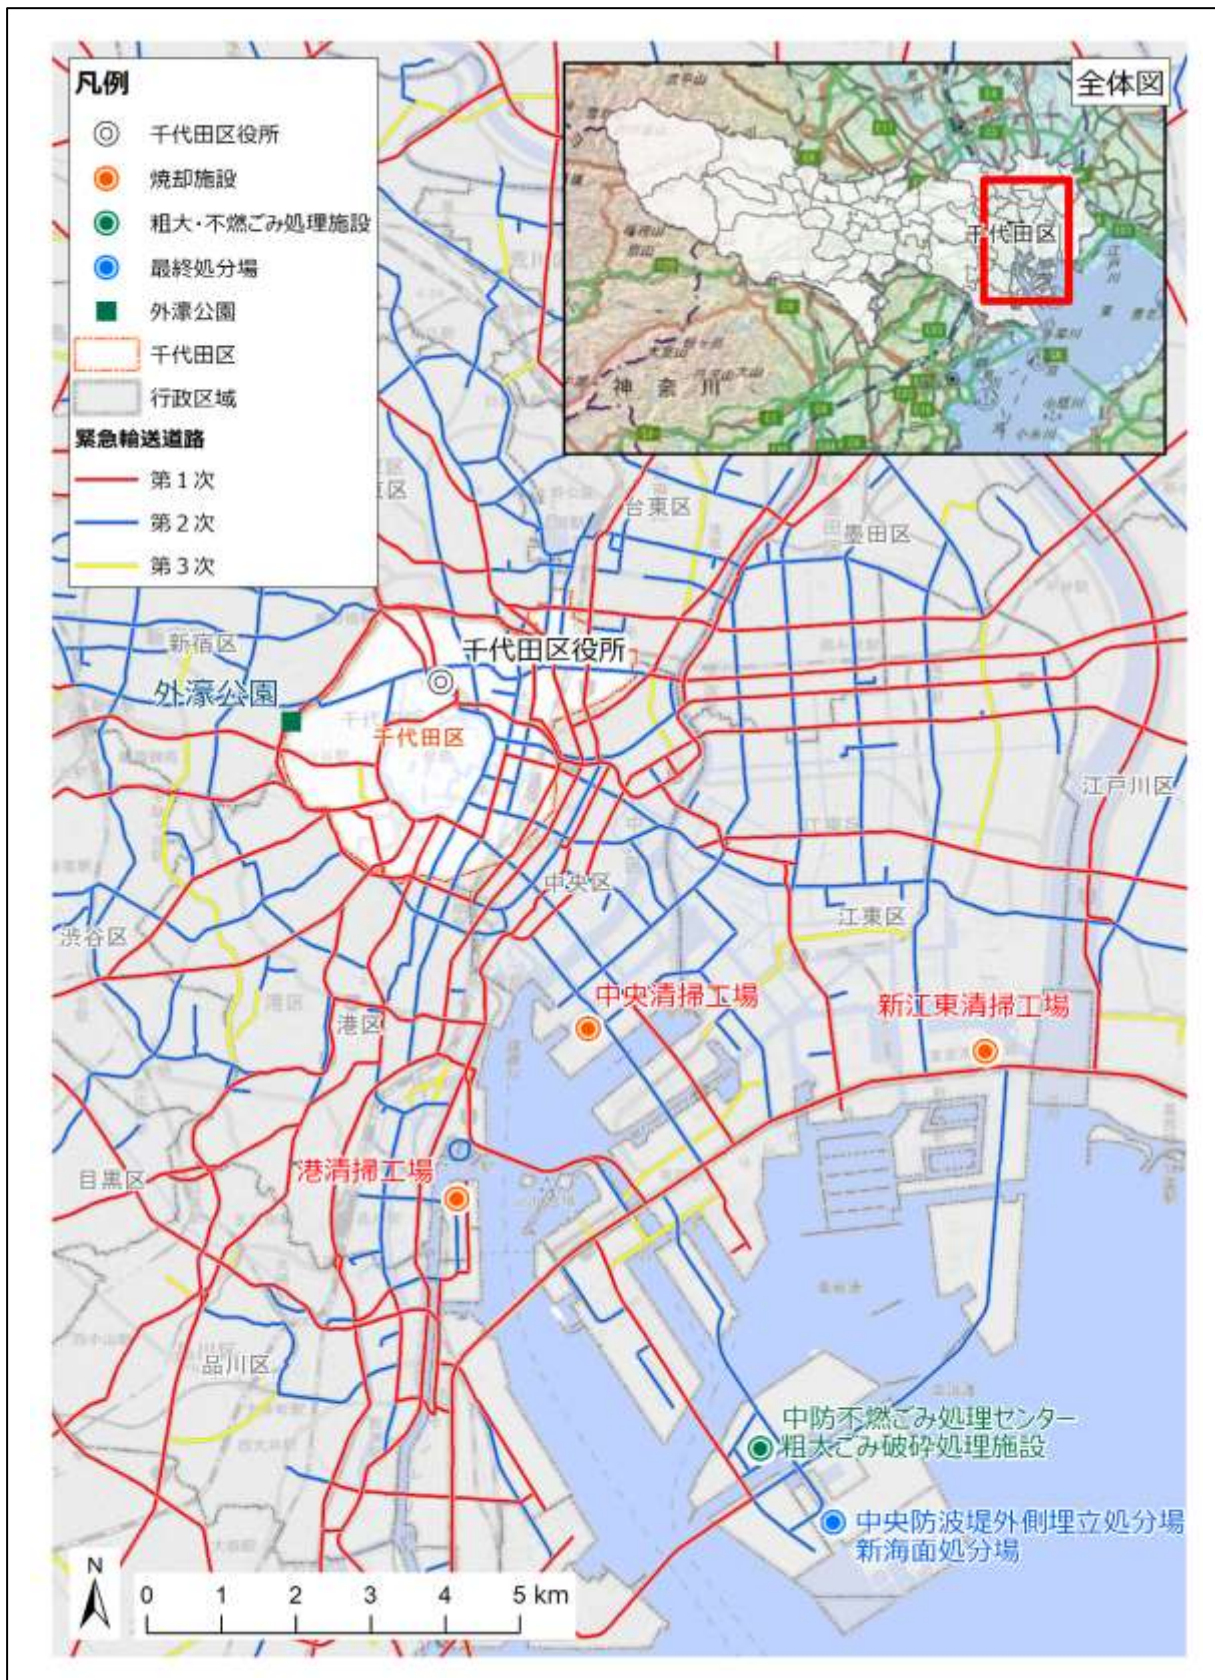 凡例
千代田区役所
焼却施設
粗大・不燃ごみ処理施設
最終処分場
外濠公園
千代田区
行政区域
緊急輸送道路
第1次
第2次
第3次
全体図
千代田区
神奈川
江戸川
台東区
墨田区
新宿区
千代田区役所
外濠公園
千代田区
江戸川区
中央区
江東区
渋谷区
港区
中央清掃工場
新江東清掃工場
港清掃工場
目黒区
品川区
中防不燃ごみ処理センター
粗大ごみ破砕処理施設
中央防波堤外側埋立処分場
新海面処分場
N
0 1 2 3 4 5 km